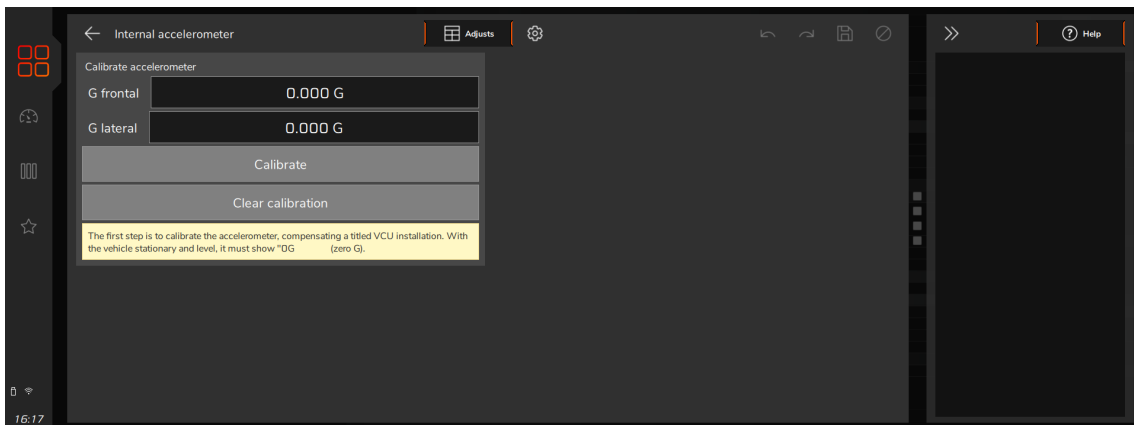 Internal accelerometer
Adjusts
? Help
Calibrate accelerometer
G frontal 0.000 G
G lateral 0.000 G
Calibrate
Clear calibration
The first step is to calibrate the accelerometer, compensating a titled VCU installation. With
the vehicle stationary and level, it must show "▯G (zero G).
16:17